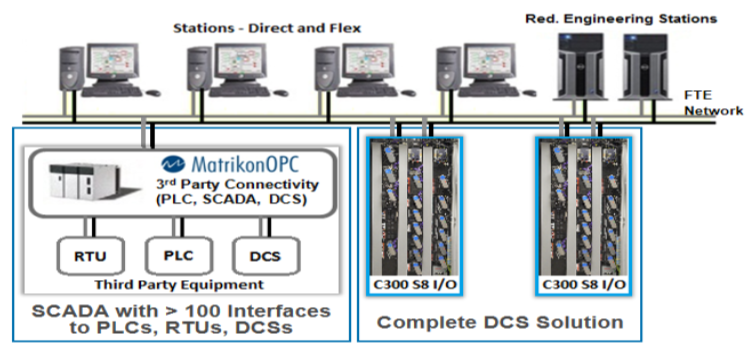 Stations - Direct and Flex
Red. Engineering Stations
FTE
Network
MatrikonOPC
3rd Party Connectivity
(PLC, SCADA, DCS)
RTU
PLC
DCS
Third Party Equipment
C300 S8 I/O
C300 S8 I/O
SCADA with > 100 Interfaces
to PLCs, RTUs, DCSs
Complete DCS Solution